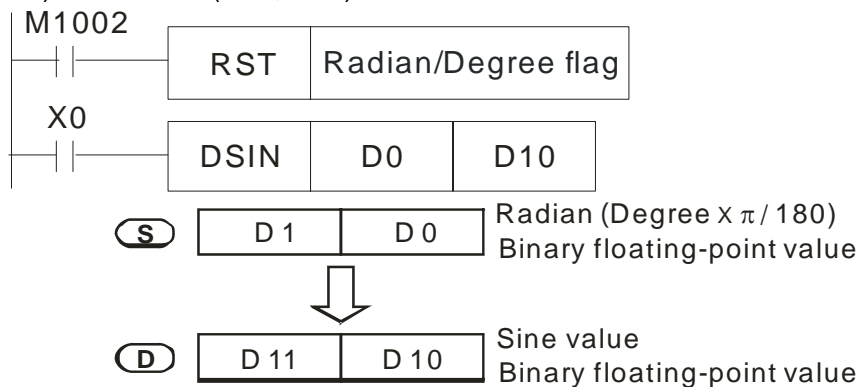 M1002
RST Radian/Degree flag
X0
DSIN D0 D10
S D 1 D 0 Radian (Degree x π / 180)
Binary floating-point value
D D 11 D 10 Sine value
Binary floating-point value